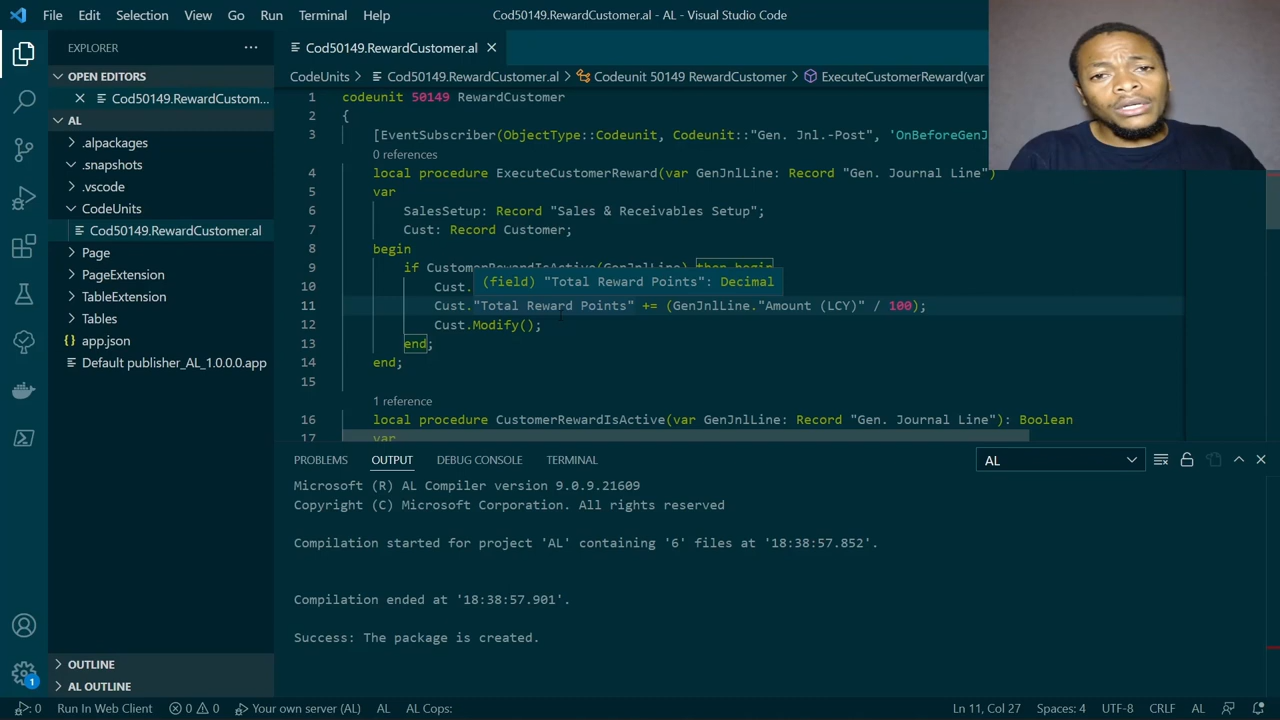 File Edit Selection View Go Run Terminal Help
Cod50149.RewardCustomer.al - AL - Visual Studio Code
EXPLORER
OPEN EDITORS
Cod50149.RewardCustom...
AL
.alpackages
.snapshots
.vscode
CodeUnits
Cod50149.RewardCustomer.al
Page
PageExtension
TableExtension
Tables
app.json
Default publisher_AL_1.0.0.0.app
OUTLINE
AL OUTLINE
Cod50149.RewardCustomer.al
CodeUnits > Cod50149.RewardCustomer.al > Codeunit 50149 RewardCustomer > ExecuteCustomerReward(var
1 codeunit 50149 RewardCustomer
2 {
3 [EventSubscriber(ObjectType::Codeunit, Codeunit::"Gen. Jnl.-Post", 'OnBeforeGenJ
0 references
4 local procedure ExecuteCustomerReward(var GenJnlLine: Record "Gen. Journal Line")
5 var
6 SalesSetup: Record "Sales & Receivables Setup";
7 Cust: Record Customer;
8 begin
9 if CustomerRewardIsActive(GenJnlLine) then begin
(field) "Total Reward Points": Decimal
10 Cust.
11 Cust."Total Reward Points" += (GenJnlLine."Amount (LCY)" / 100);
12 Cust.Modify();
13 end;
14 end;
15
1 reference
16 local procedure CustomerRewardIsActive(var GenJnlLine: Record "Gen. Journal Line"): Boolean
17 var
PROBLEMS OUTPUT DEBUG CONSOLE TERMINAL
AL
Microsoft (R) AL Compiler version 9.0.9.21609
Copyright (C) Microsoft Corporation. All rights reserved
Compilation started for project 'AL' containing '6' files at '18:38:57.852'.
Compilation ended at '18:38:57.901'.
Success: The package is created.
1
0 Run In Web Client 0 0 Your own server (AL) AL AL Cops: Ln 11, Col 27 Spaces: 4 UTF-8 CRLF AL